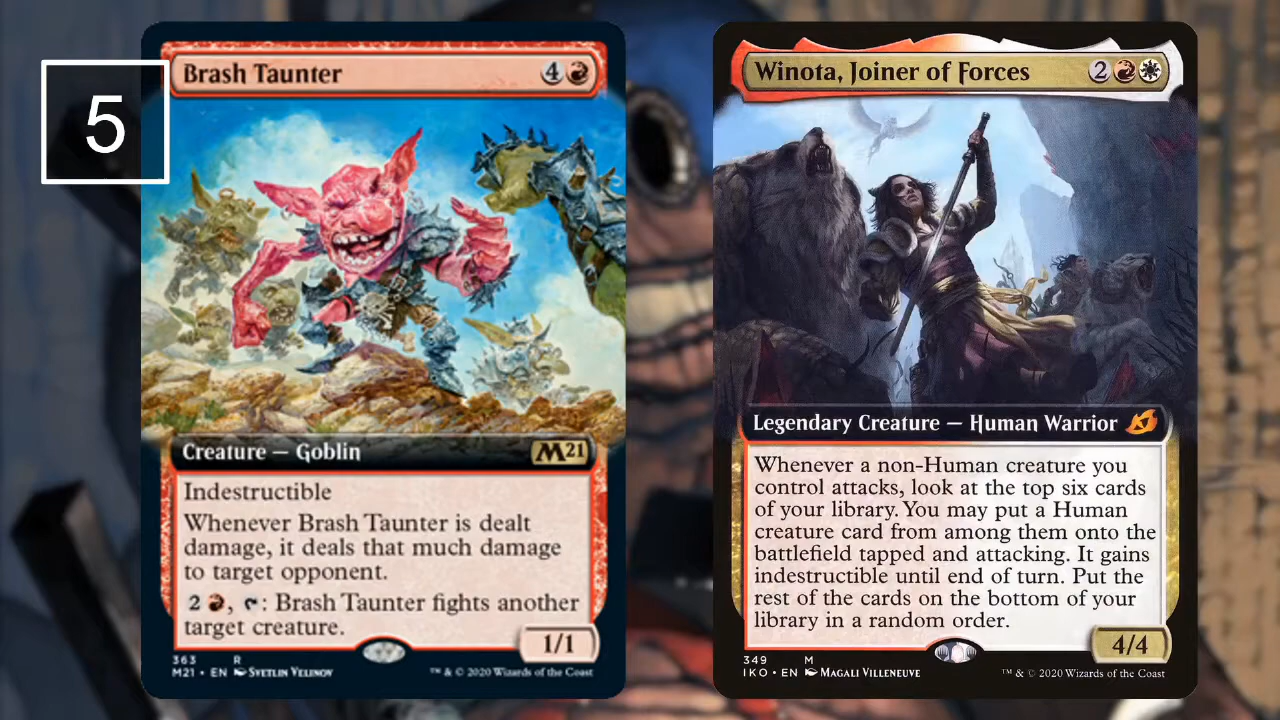 5
Brash Taunter 4
Creature — Goblin M21
Indestructible
Whenever Brash Taunter is dealt
damage, it deals that much damage
to target opponent.
2 , : Brash Taunter fights another
target creature.
1/1
363 R
M21 • EN Svetlin Velinov ™ & © 2020 Wizards of the Coast
Winota, Joiner of Forces 2
Legendary Creature — Human Warrior
Whenever a non-Human creature you
control attacks, look at the top six cards
of your library. You may put a Human
creature card from among them onto the
battlefield tapped and attacking. It gains
indestructible until end of turn. Put the
rest of the cards on the bottom of your
library in a random order.
4/4
349 M
IKO • EN Magali Villeneuve ™ & © 2020 Wizards of the Coast